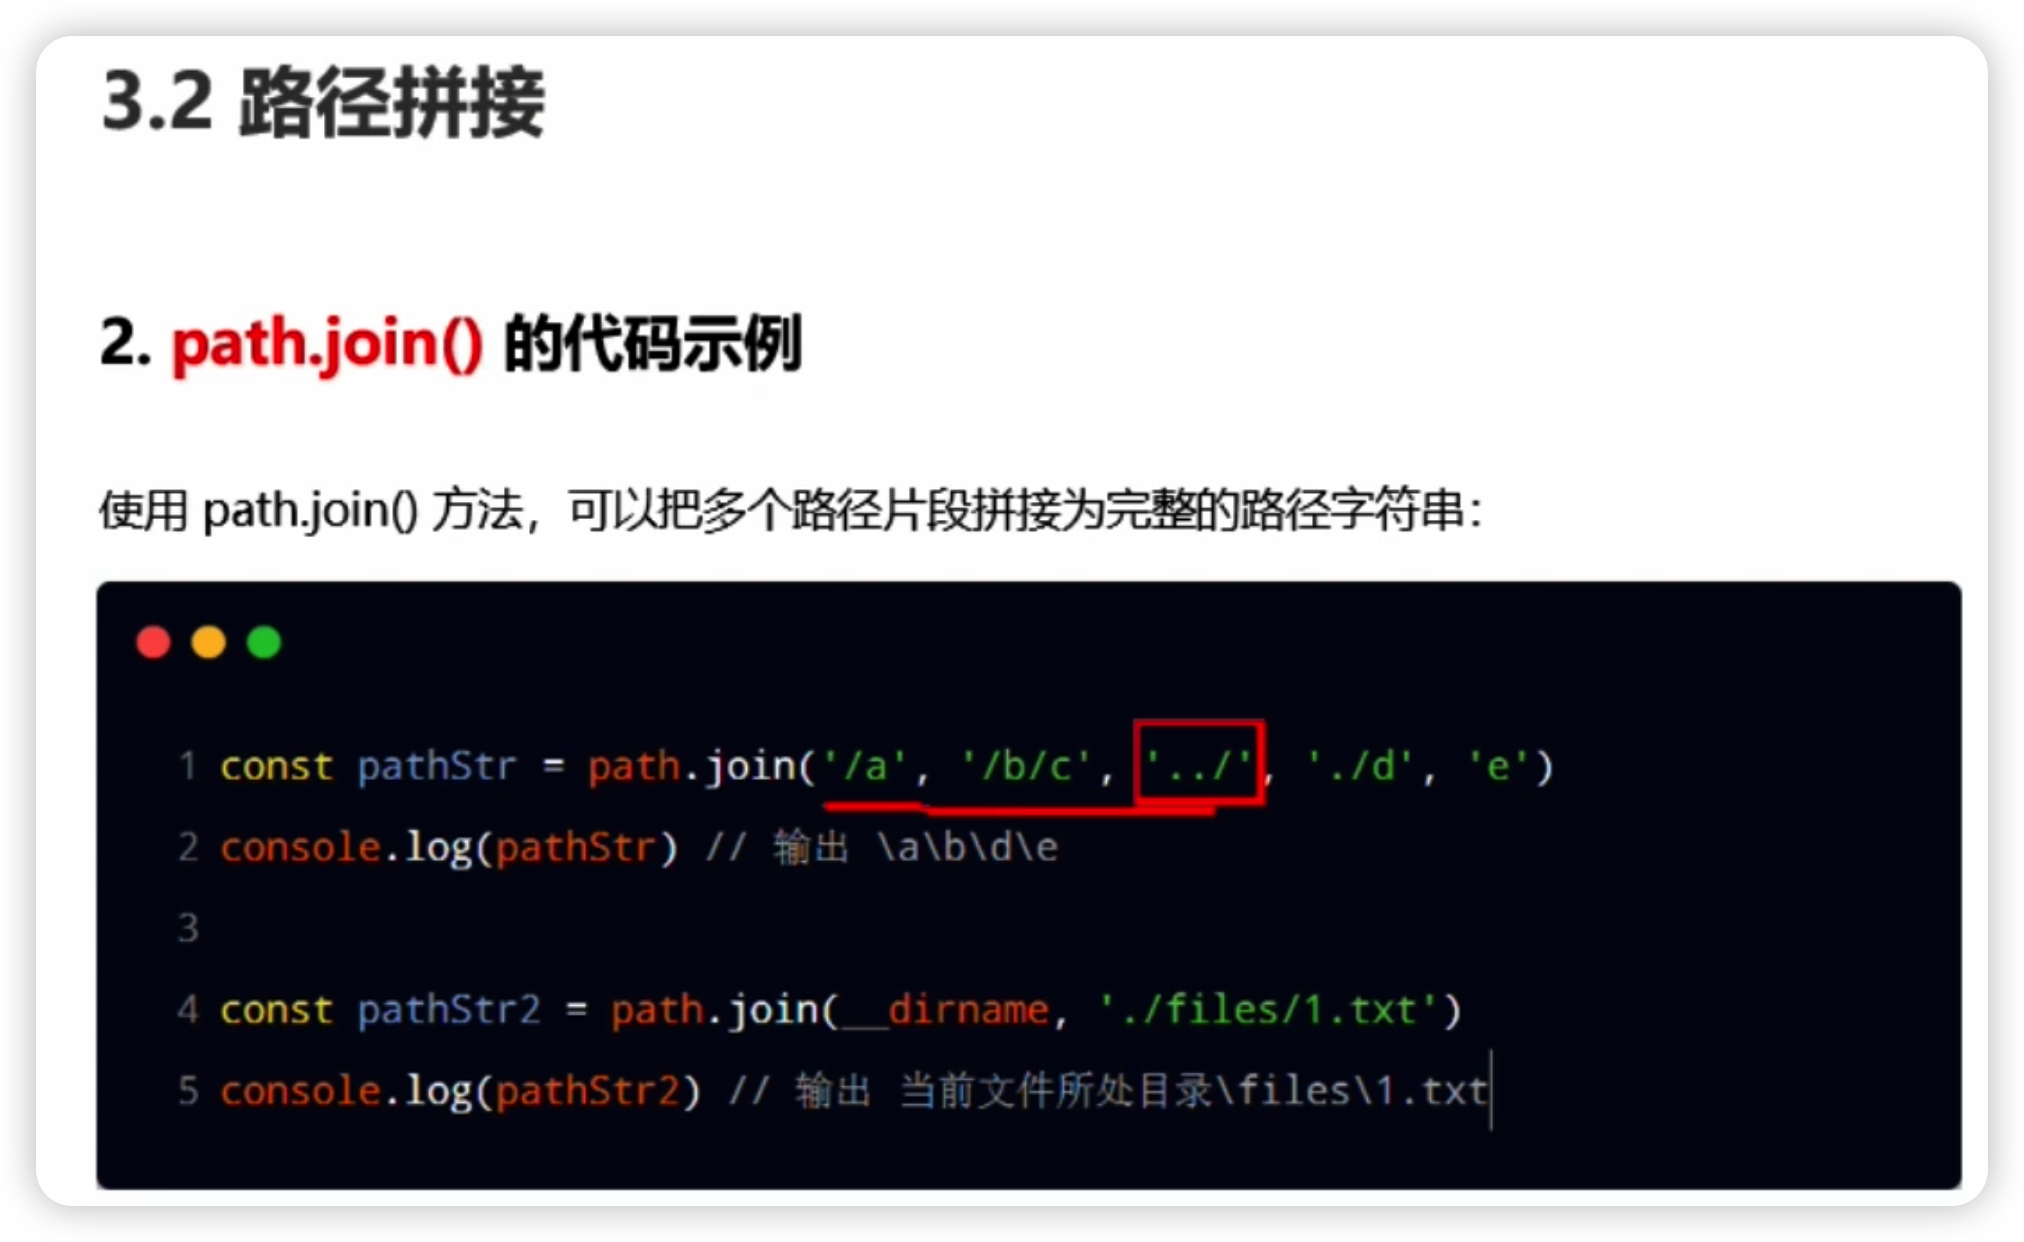 3.2 路径拼接
2. path.join() 的代码示例
使用 path.join() 方法，可以把多个路径片段拼接为完整的路径字符串：
1 const pathStr = path.join('/a', '/b/c', '../', './d', 'e')
2 console.log(pathStr) // 输出 \a\b\d\e
3
4 const pathStr2 = path.join(__dirname, './files/1.txt')
5 console.log(pathStr2) // 输出 当前文件所处目录\files\1.txt